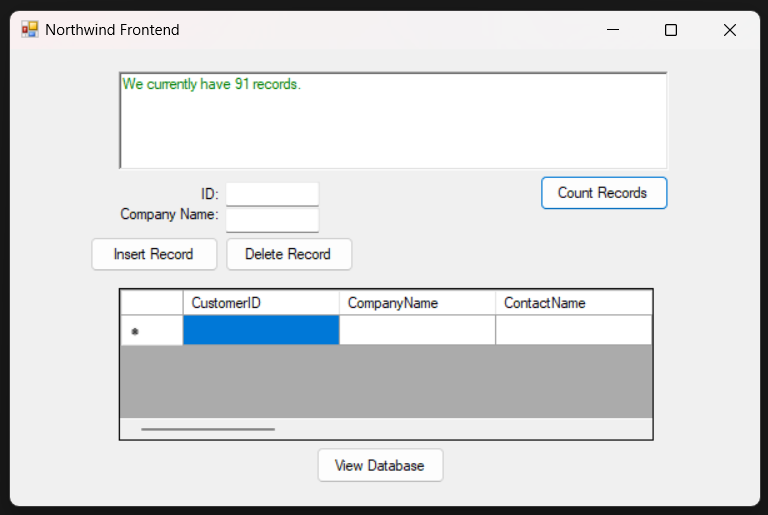 Northwind Frontend
We currently have 91 records.
ID:
Count Records
Company Name:
Insert Record
Delete Record
CustomerID
CompanyName
ContactName
View Database